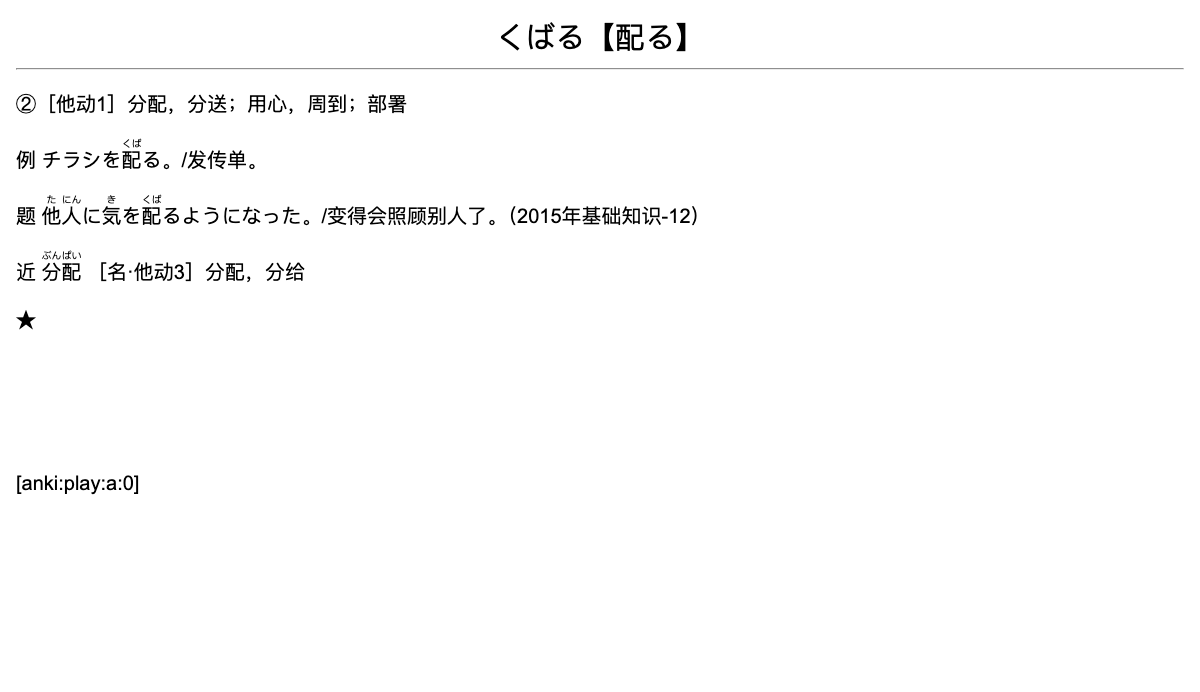 くばる【配る】
②［他动1］分配，分送；用心，周到；部署
くば
例 チラシを配る。/发传单。
た にん き くば
题 他人に気を配るようになった。/变得会照顾别人了。（2015年基础知识-12）
ぶんぱい
近 分配 ［名·他动3］分配，分给
★
[anki:play:a:0]